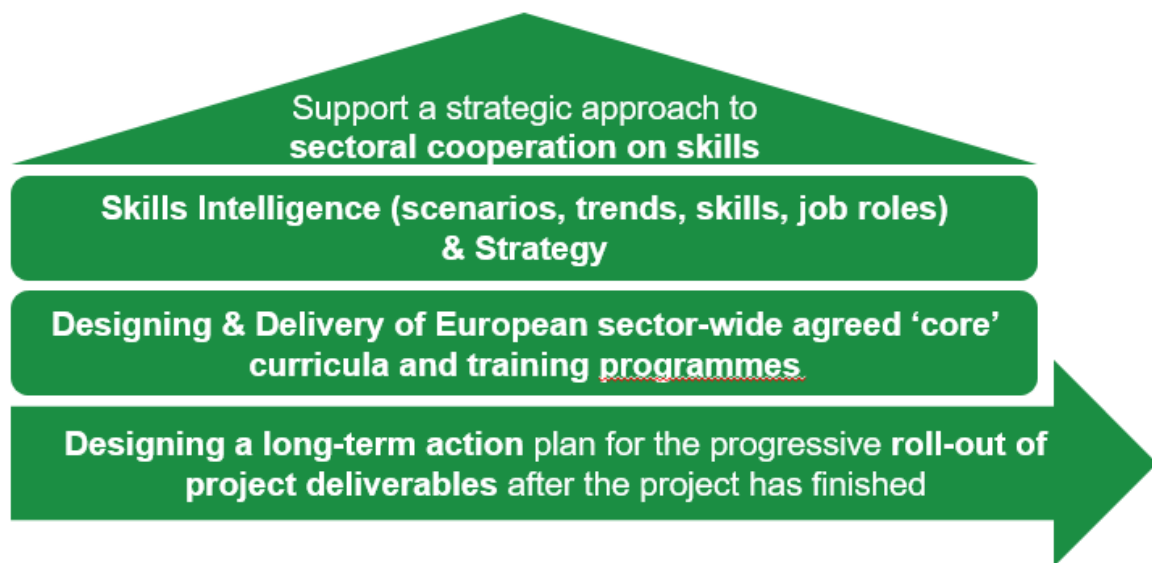 Support a strategic approach to
sectoral cooperation on skills
Skills Intelligence (scenarios, trends, skills, job roles)
& Strategy
Designing & Delivery of European sector-wide agreed ‘core’
curricula and training programmes
Designing a long-term action plan for the progressive roll-out of
project deliverables after the project has finished